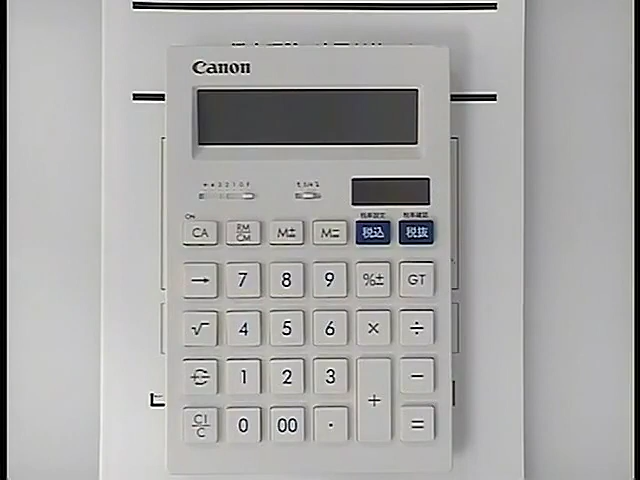 Canon
税率設定 税率確認
ON
CA RM CM M± M= 税込 税抜
→ 7 8 9 %± GT
√ 4 5 6 × ÷
1 2 3 + −
CI/C 0 00 · =